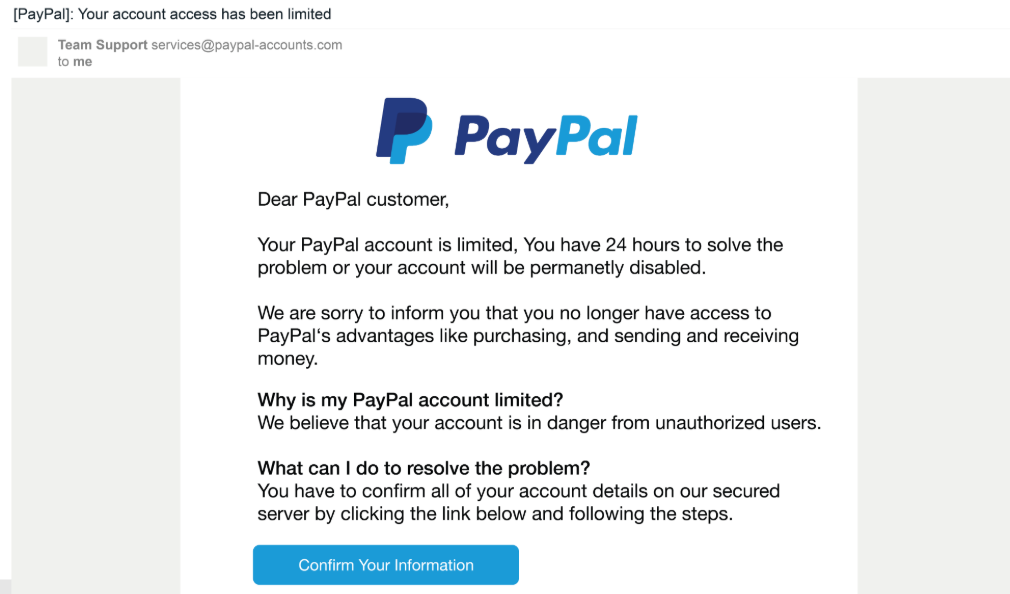 [PayPal]: Your account access has been limited
Team Support services@paypal-accounts.com
to me
PayPal
Dear PayPal customer,
Your PayPal account is limited, You have 24 hours to solve the
problem or your account will be permanetly disabled.
We are sorry to inform you that you no longer have access to
PayPal‘s advantages like purchasing, and sending and receiving
money.
Why is my PayPal account limited?
We believe that your account is in danger from unauthorized users.
What can I do to resolve the problem?
You have to confirm all of your account details on our secured
server by clicking the link below and following the steps.
Confirm Your Information